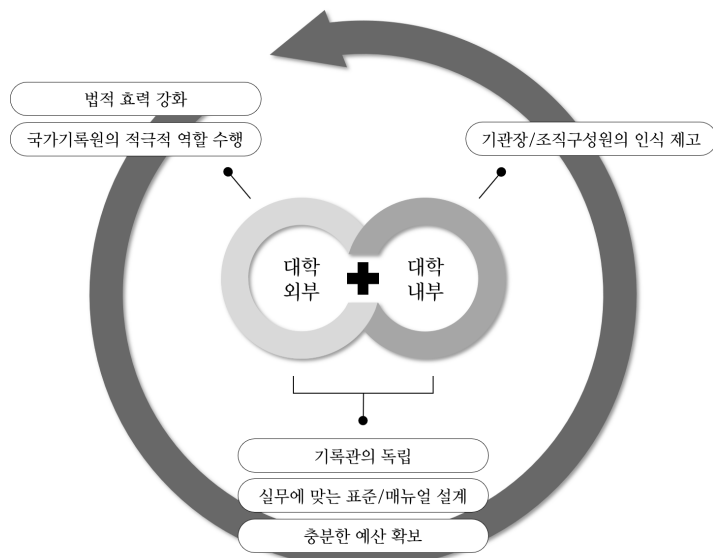 법적 효력 강화
국가기록원의 적극적 역할 수행
기관장/조직구성원의 인식 제고
대학
외부
대학
내부
기록관의 독립
실무에 맞는 표준/매뉴얼 설계
충분한 예산 확보